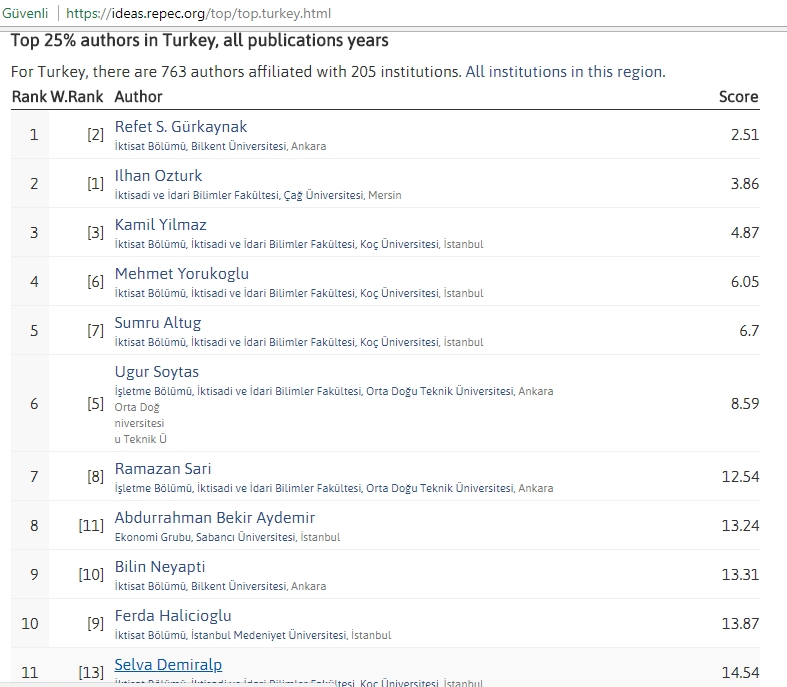 Güvenli https://ideas.repec.org/top/top.turkey.html
Top 25% authors in Turkey, all publications years
For Turkey, there are 763 authors affiliated with 205 institutions. All institutions in this region.
Rank W.Rank Author Score
1 [2] Refet S. Gürkaynak 2.51
İktisat Bölümü, Bilkent Üniversitesi, Ankara
2 [1] Ilhan Ozturk 3.86
İktisadi ve İdari Bilimler Fakültesi, Çağ Üniversitesi, Mersin
3 [3] Kamil Yilmaz 4.87
İktisat Bölümü, İktisadi ve İdari Bilimler Fakültesi, Koç Üniversitesi, İstanbul
4 [6] Mehmet Yorukoglu 6.05
İktisat Bölümü, İktisadi ve İdari Bilimler Fakültesi, Koç Üniversitesi, İstanbul
5 [7] Sumru Altug 6.7
İktisat Bölümü, İktisadi ve İdari Bilimler Fakültesi, Koç Üniversitesi, İstanbul
6 [5] Ugur Soytas 8.59
İşletme Bölümü, İktisadi ve İdari Bilimler Fakültesi, Orta Doğu Teknik Üniversitesi, Ankara
Orta Doğ
niversitesi
u Teknik Ü
7 [8] Ramazan Sari 12.54
İşletme Bölümü, İktisadi ve İdari Bilimler Fakültesi, Orta Doğu Teknik Üniversitesi, Ankara
8 [11] Abdurrahman Bekir Aydemir 13.24
Ekonomi Grubu, Sabancı Üniversitesi, İstanbul
9 [10] Bilin Neyapti 13.31
İktisat Bölümü, Bilkent Üniversitesi, Ankara
10 [9] Ferda Halicioglu 13.87
İktisat Bölümü, İstanbul Medeniyet Üniversitesi, İstanbul
11 [13] Selva Demiralp 14.54
İktisat Bölümü, İktisadi ve İdari Bilimler Fakültesi, Koç Üniversitesi, İstanbul